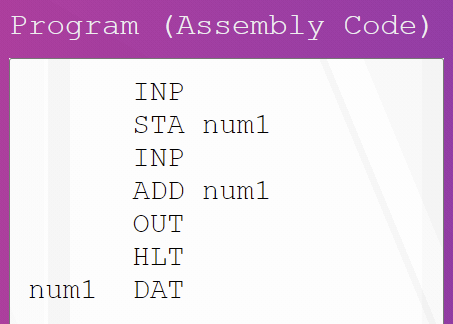 Program (Assembly Code)
INP
STA num1
INP
ADD num1
OUT
HLT
num1 DAT